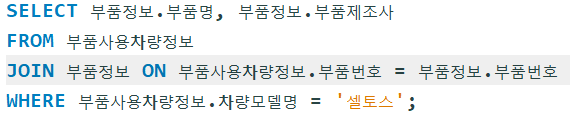 SELECT 부품정보.부품명, 부품정보.부품제조사
FROM 부품사용차량정보
JOIN 부품정보 ON 부품사용차량정보.부품번호 = 부품정보.부품번호
WHERE 부품사용차량정보.차량모델명 = '셀토스';